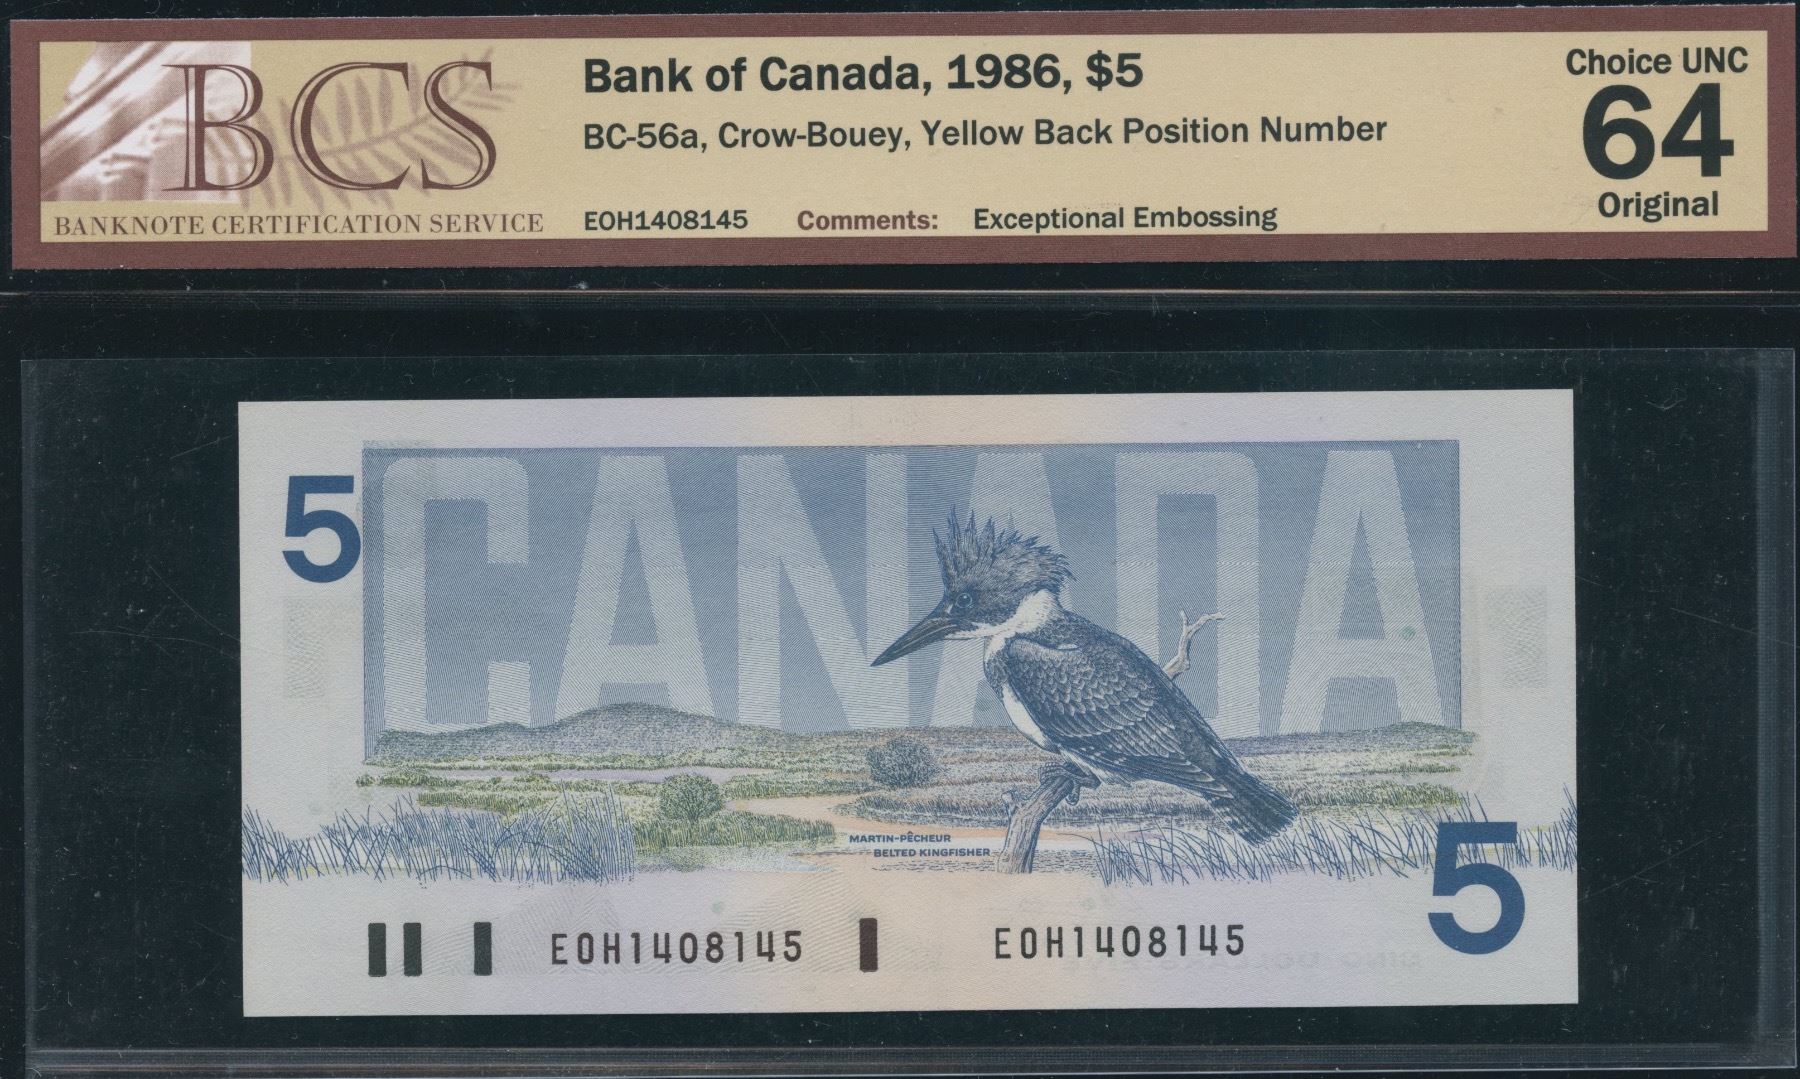 BCS
BANKNOTE CERTIFICATION SERVICE
Bank of Canada, 1986, $5
BC-56a, Crow-Bouey, Yellow Back Position Number
EOH1408145 Comments: Exceptional Embossing
Choice UNC
64
Original
5
CANADA
MARTIN-PÊCHEUR
BELTED KINGFISHER
5
EOH1408145 EOH1408145